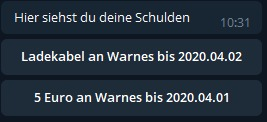 Hier siehst du deine Schulden
10:31
Ladekabel an Warnes bis 2020.04.02
5 Euro an Warnes bis 2020.04.01